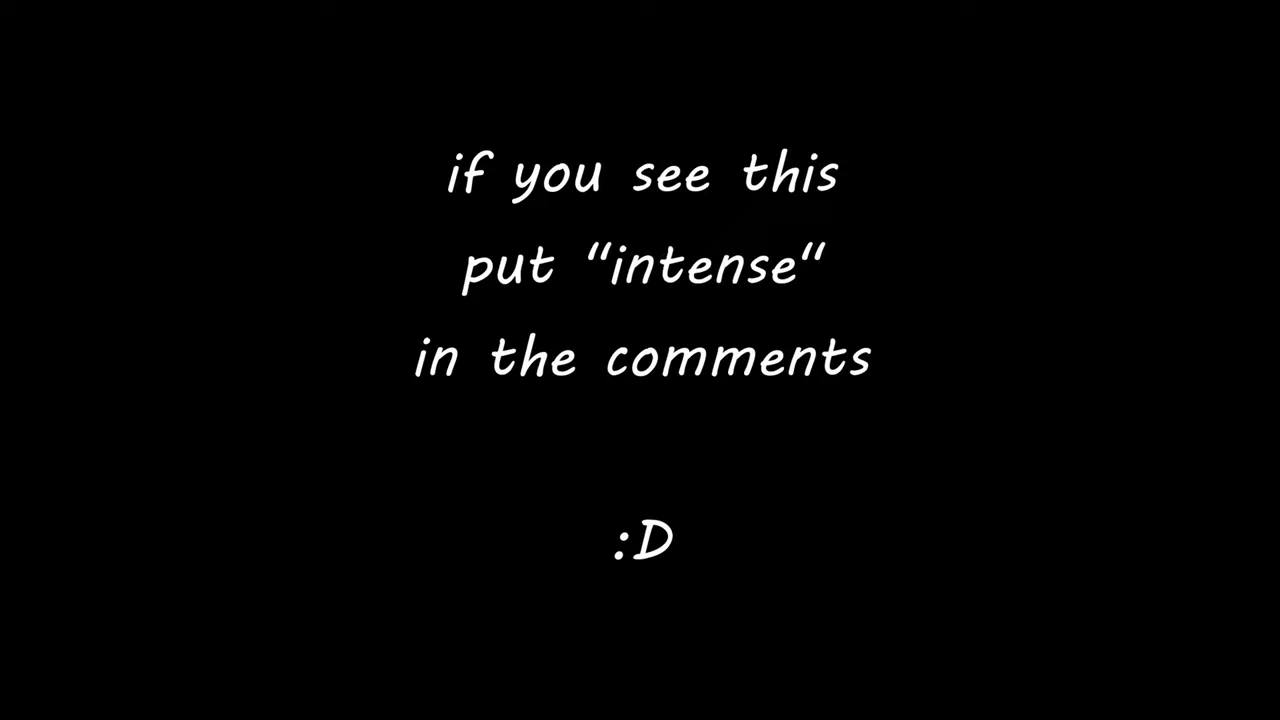 if you see this
put “intense“
in the comments
:D